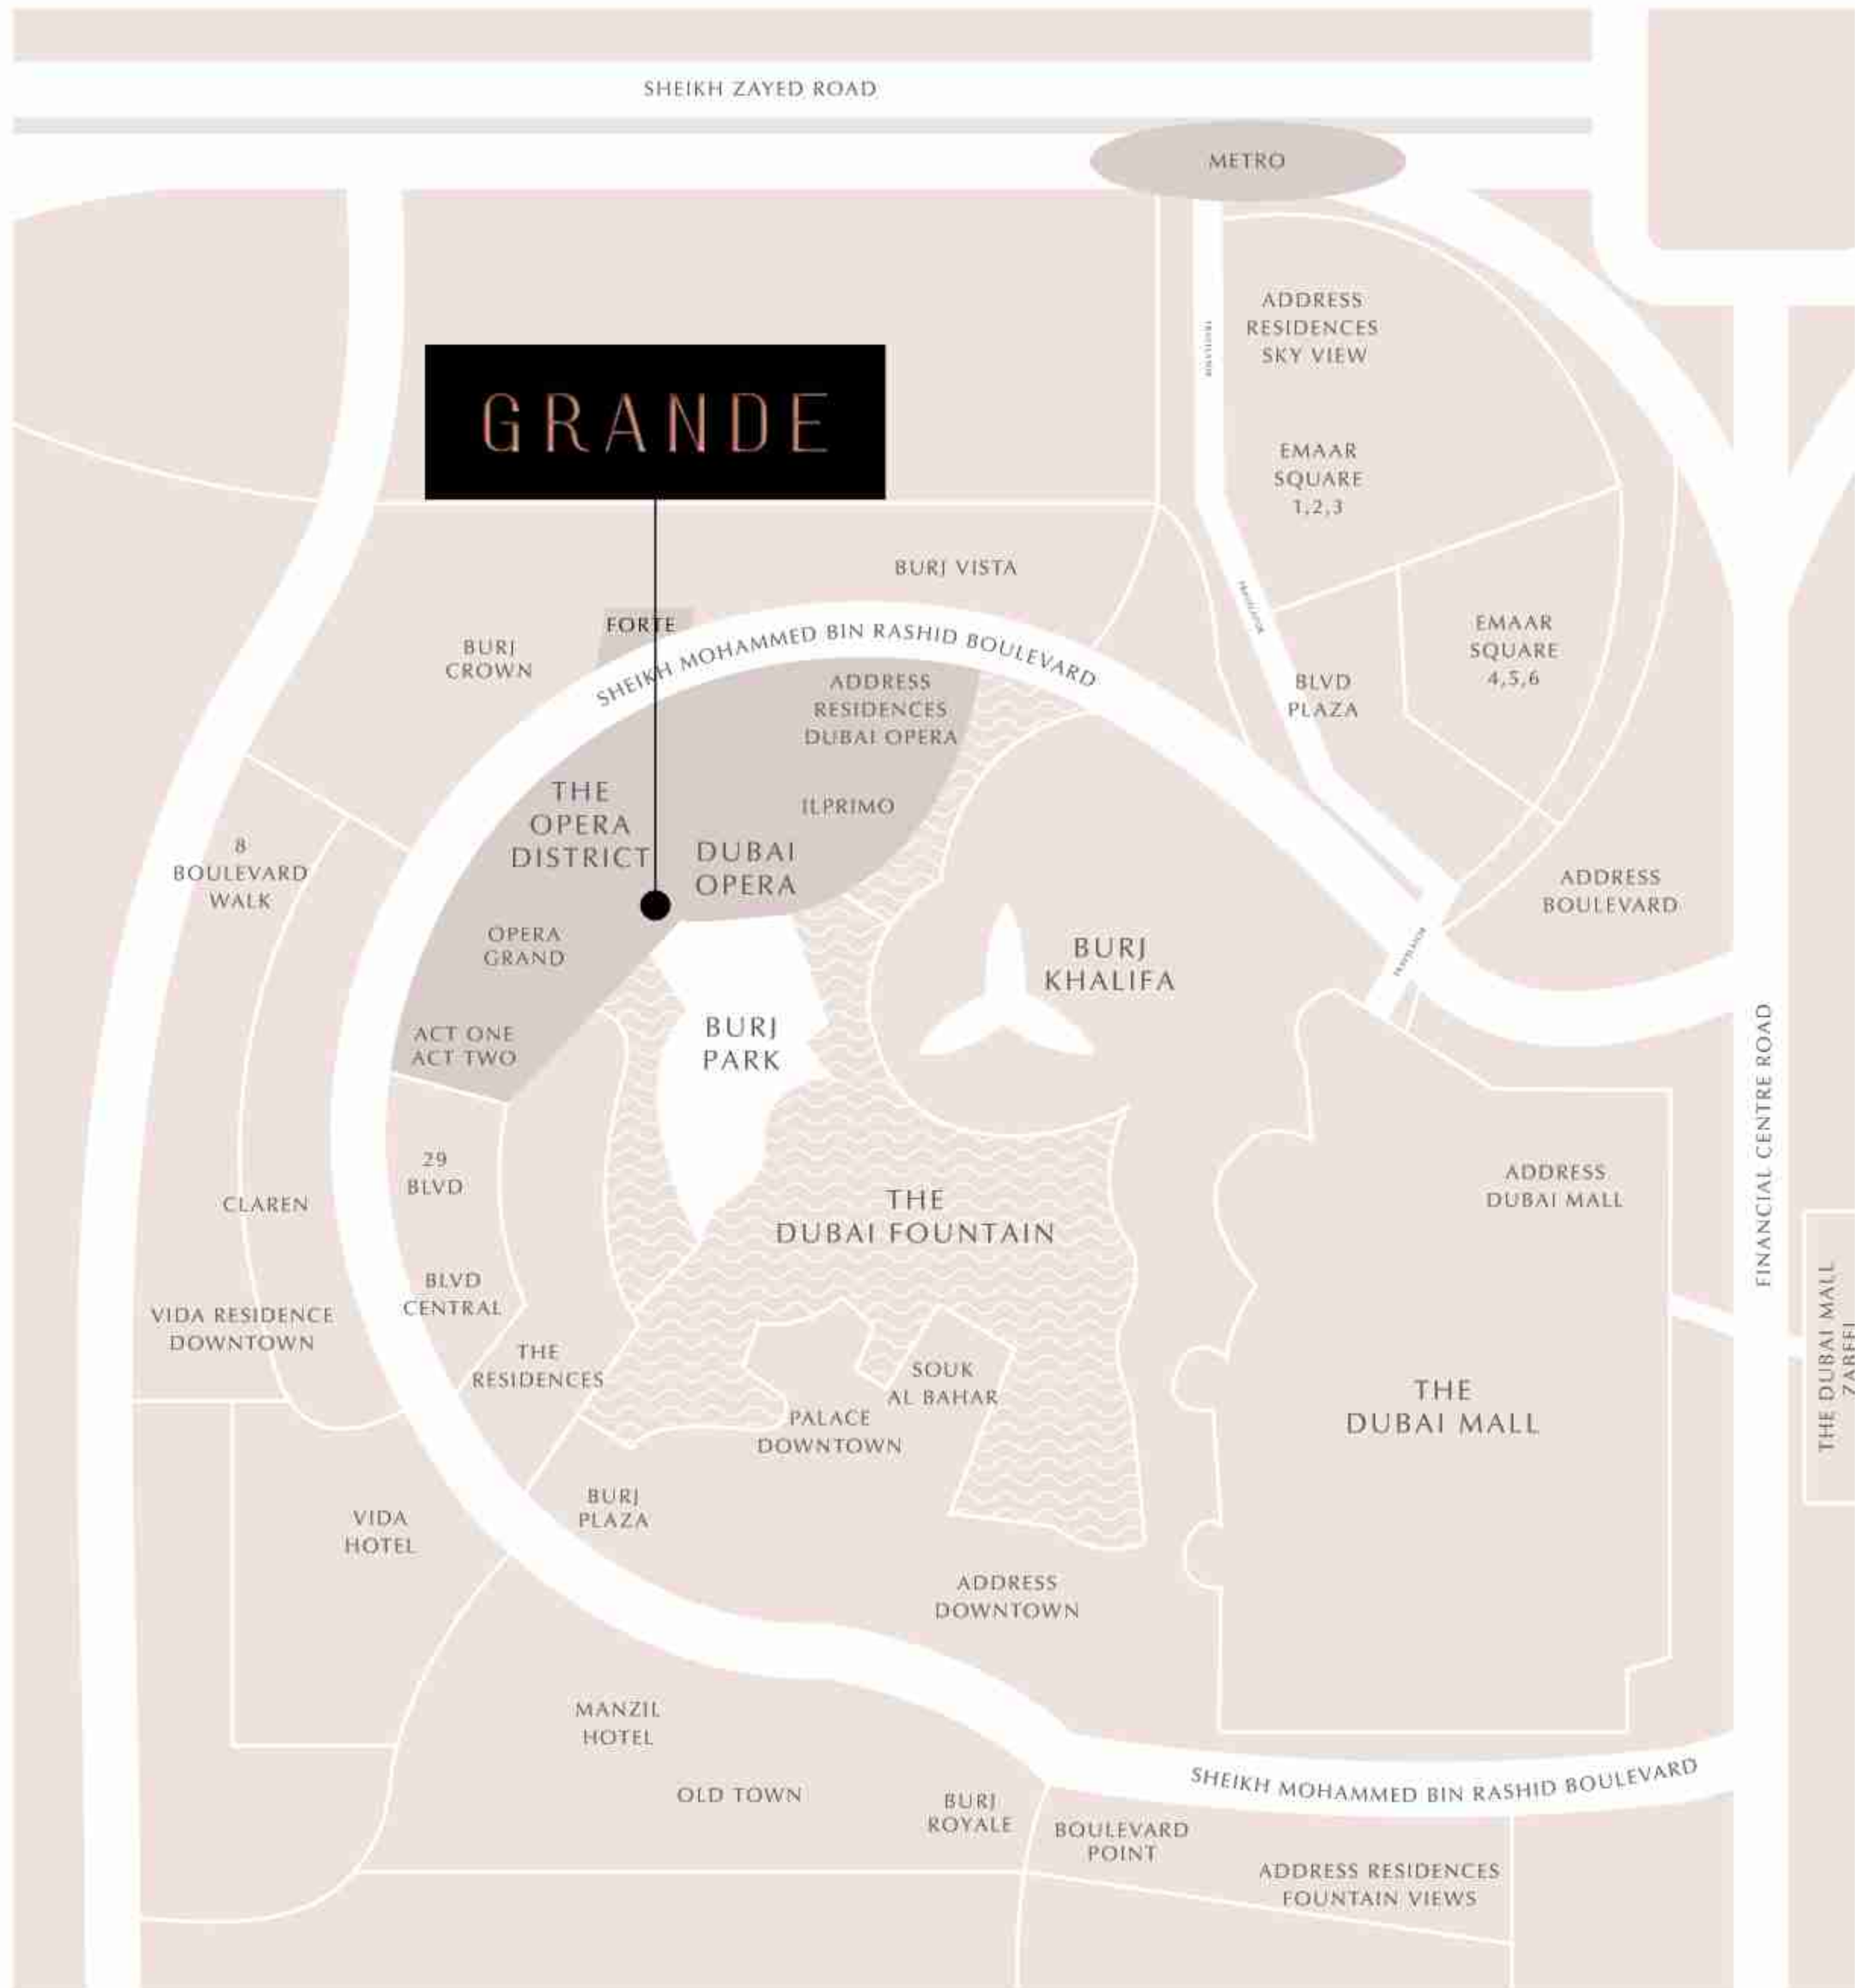 SHEIKH ZAYED ROAD
METRO
ADDRESS
RESIDENCES
SKY VIEW
TRAVELATOR
GRANDE
EMAAR
SQUARE
1,2,3
BURJ VISTA
TRAVELATOR
FORTE
SHEIKH MOHAMMED BIN RASHID BOULEVARD
BURJ
CROWN
EMAAR
SQUARE
4,5,6
ADDRESS
RESIDENCES
DUBAI OPERA
BLVD
PLAZA
THE
OPERA
DISTRICT
ILPRIMO
DUBAI
OPERA
8
BOULEVARD
WALK
ADDRESS
BOULEVARD
OPERA
GRAND
BURJ
KHALIFA
TRAVELATOR
ACT ONE
ACT TWO
BURJ
PARK
FINANCIAL CENTRE ROAD
29
BLVD
ADDRESS
DUBAI MALL
CLAREN
THE
DUBAI FOUNTAIN
BLVD
CENTRAL
VIDA RESIDENCE
DOWNTOWN
THE
RESIDENCES
THE DUBAI MALL
ZABEEL
SOUK
AL BAHAR
THE
DUBAI MALL
PALACE
DOWNTOWN
BURJ
PLAZA
VIDA
HOTEL
ADDRESS
DOWNTOWN
MANZIL
HOTEL
SHEIKH MOHAMMED BIN RASHID BOULEVARD
OLD TOWN
BURJ
ROYALE
BOULEVARD
POINT
ADDRESS RESIDENCES
FOUNTAIN VIEWS